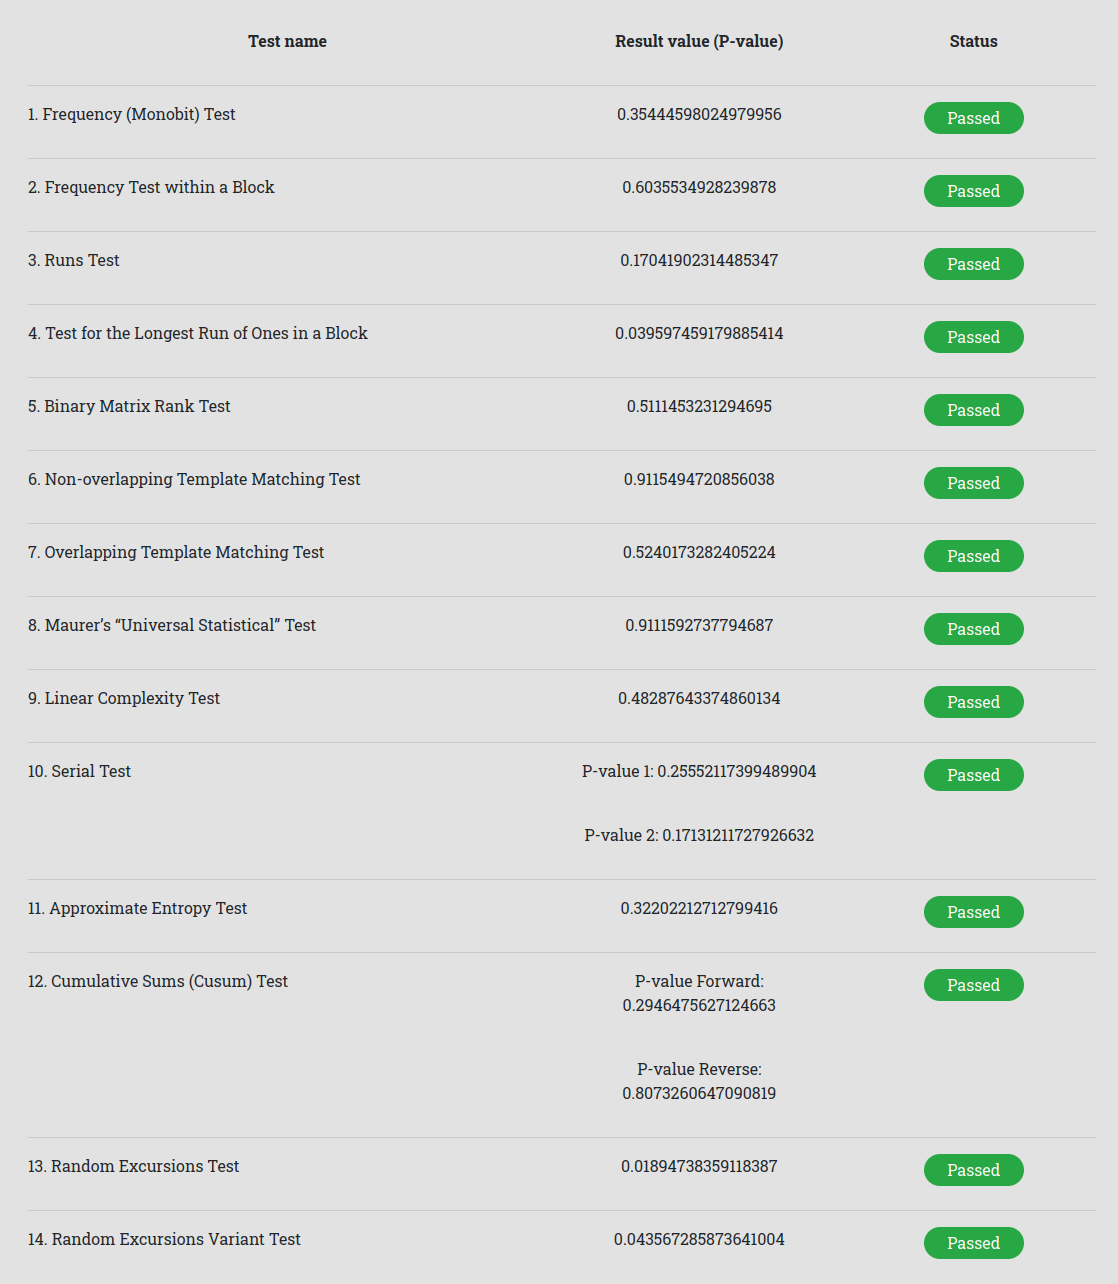 Test name Result value (P-value) Status
1. Frequency (Monobit) Test 0.35444598024979956 Passed
2. Frequency Test within a Block 0.6035534928239878 Passed
3. Runs Test 0.17041902314485347 Passed
4. Test for the Longest Run of Ones in a Block 0.039597459179885414 Passed
5. Binary Matrix Rank Test 0.5111453231294695 Passed
6. Non-overlapping Template Matching Test 0.9115494720856038 Passed
7. Overlapping Template Matching Test 0.5240173282405224 Passed
8. Maurer’s “Universal Statistical” Test 0.9111592737794687 Passed
9. Linear Complexity Test 0.48287643374860134 Passed
10. Serial Test P-value 1: 0.25552117399489904 Passed
P-value 2: 0.17131211727926632
11. Approximate Entropy Test 0.32202212712799416 Passed
12. Cumulative Sums (Cusum) Test P-value Forward: Passed
0.2946475627124663
P-value Reverse:
0.8073260647090819
13. Random Excursions Test 0.01894738359118387 Passed
14. Random Excursions Variant Test 0.043567285873641004 Passed